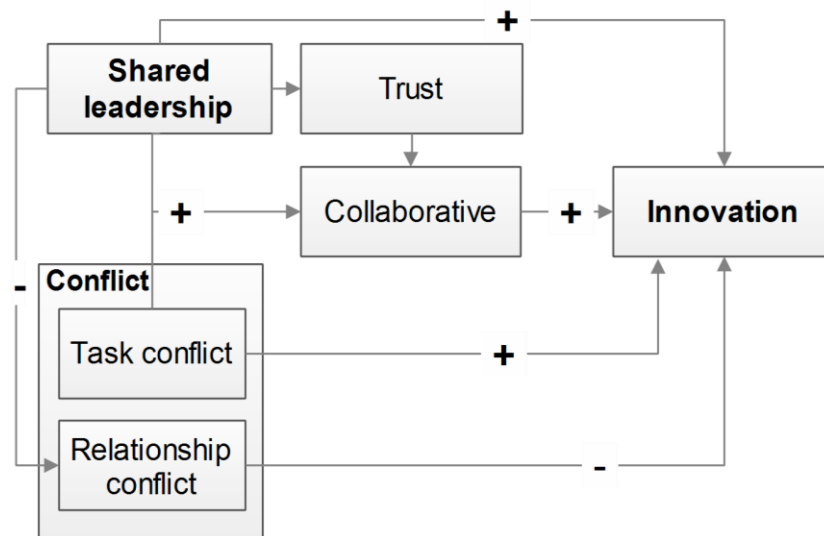 +
Shared
leadership
Trust
+
Collaborative
+
Innovation
-
Conflict
Task conflict
+
Relationship
conflict
-